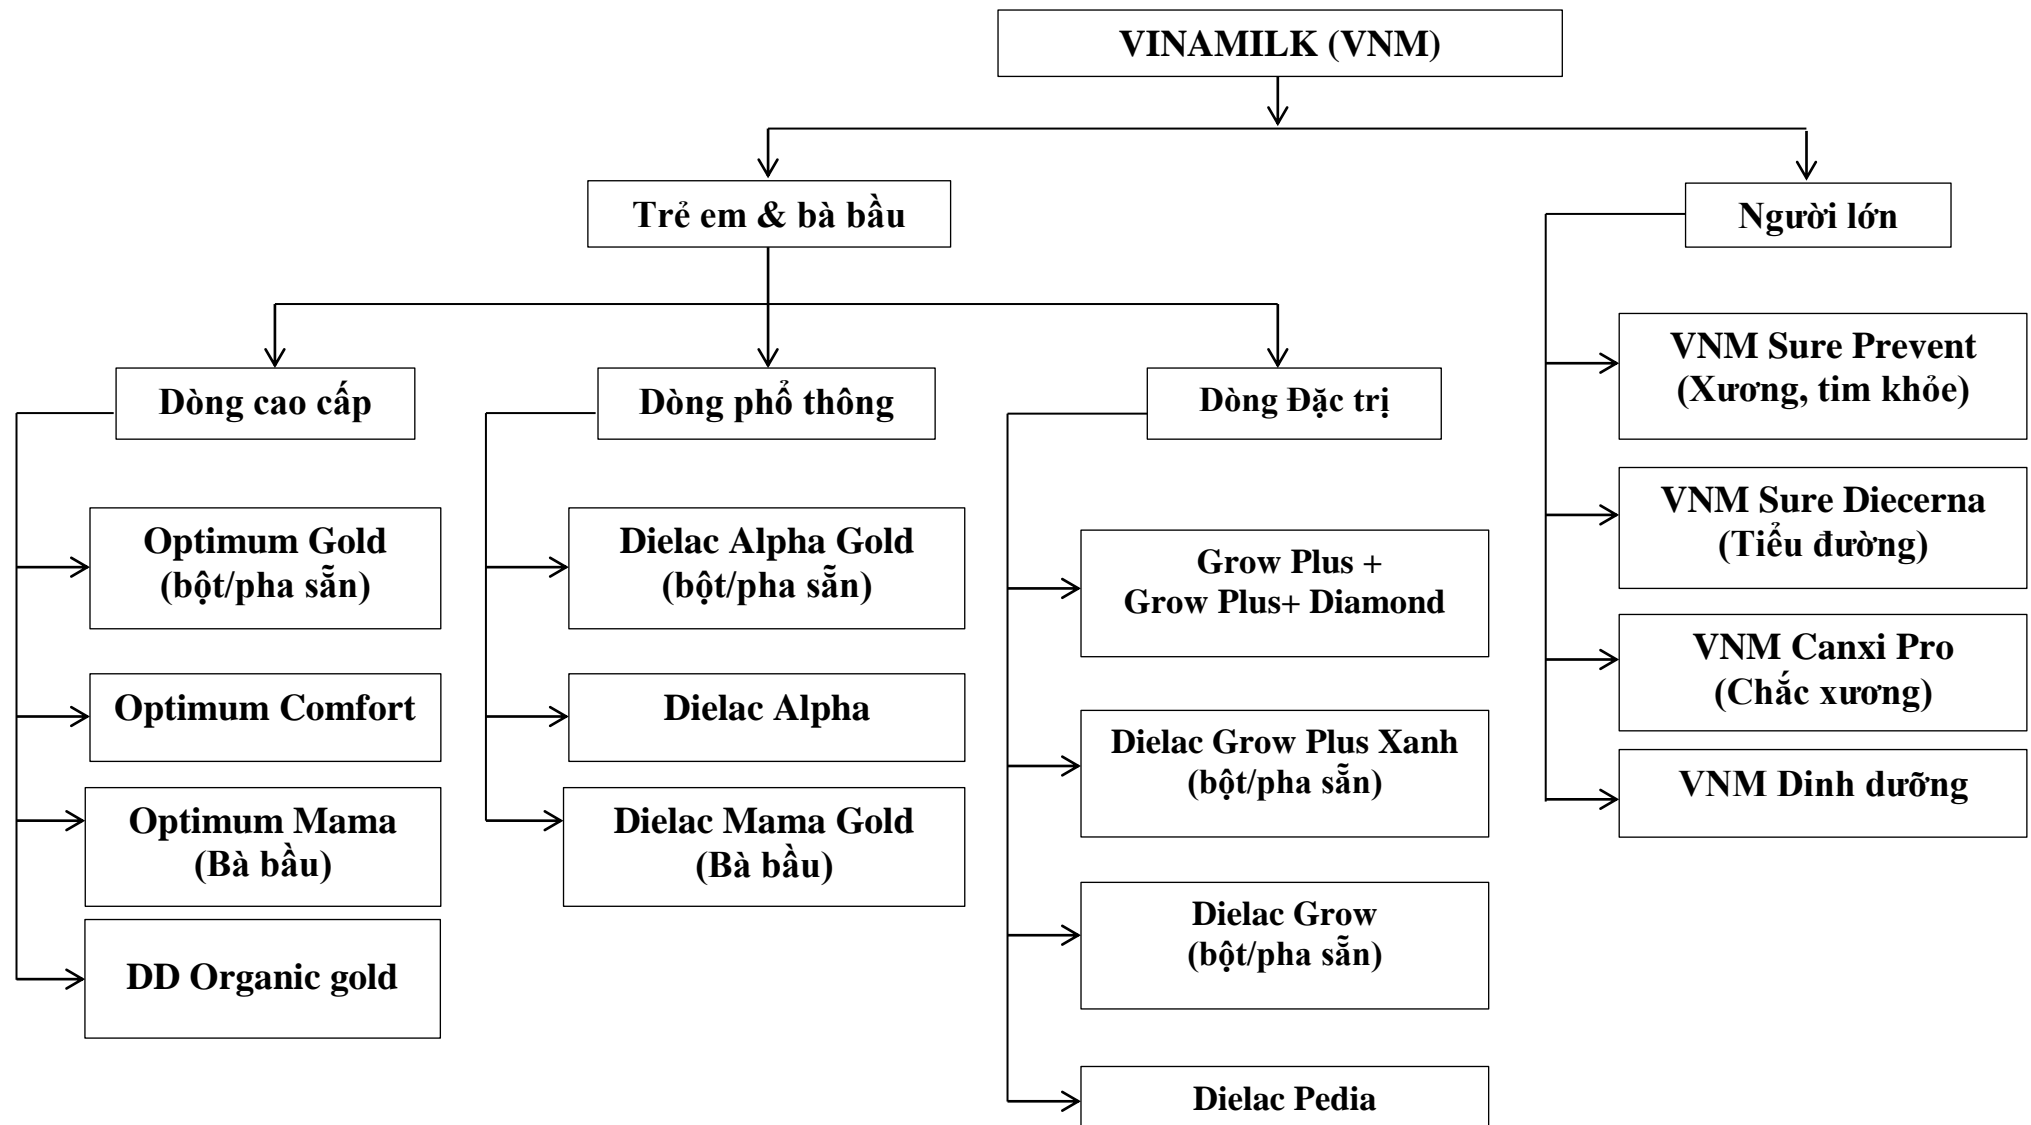 VINAMILK (VNM)
Trẻ em & bà bầu
Người lớn
Dòng cao cấp
Optimum Gold
(bột/pha sẵn)
Optimum Comfort
Optimum Mama
(Bà bầu)
DD Organic gold
Dòng phổ thông
Dielac Alpha Gold
(bột/pha sẵn)
Dielac Alpha
Dielac Mama Gold
(Bà bầu)
Dòng Đặc trị
Grow Plus +
Grow Plus+ Diamond
Dielac Grow Plus Xanh
(bột/pha sẵn)
Dielac Grow
(bột/pha sẵn)
Dielac Pedia
VNM Sure Prevent
(Xương, tim khỏe)
VNM Sure Diecerna
(Tiểu đường)
VNM Canxi Pro
(Chắc xương)
VNM Dinh dưỡng